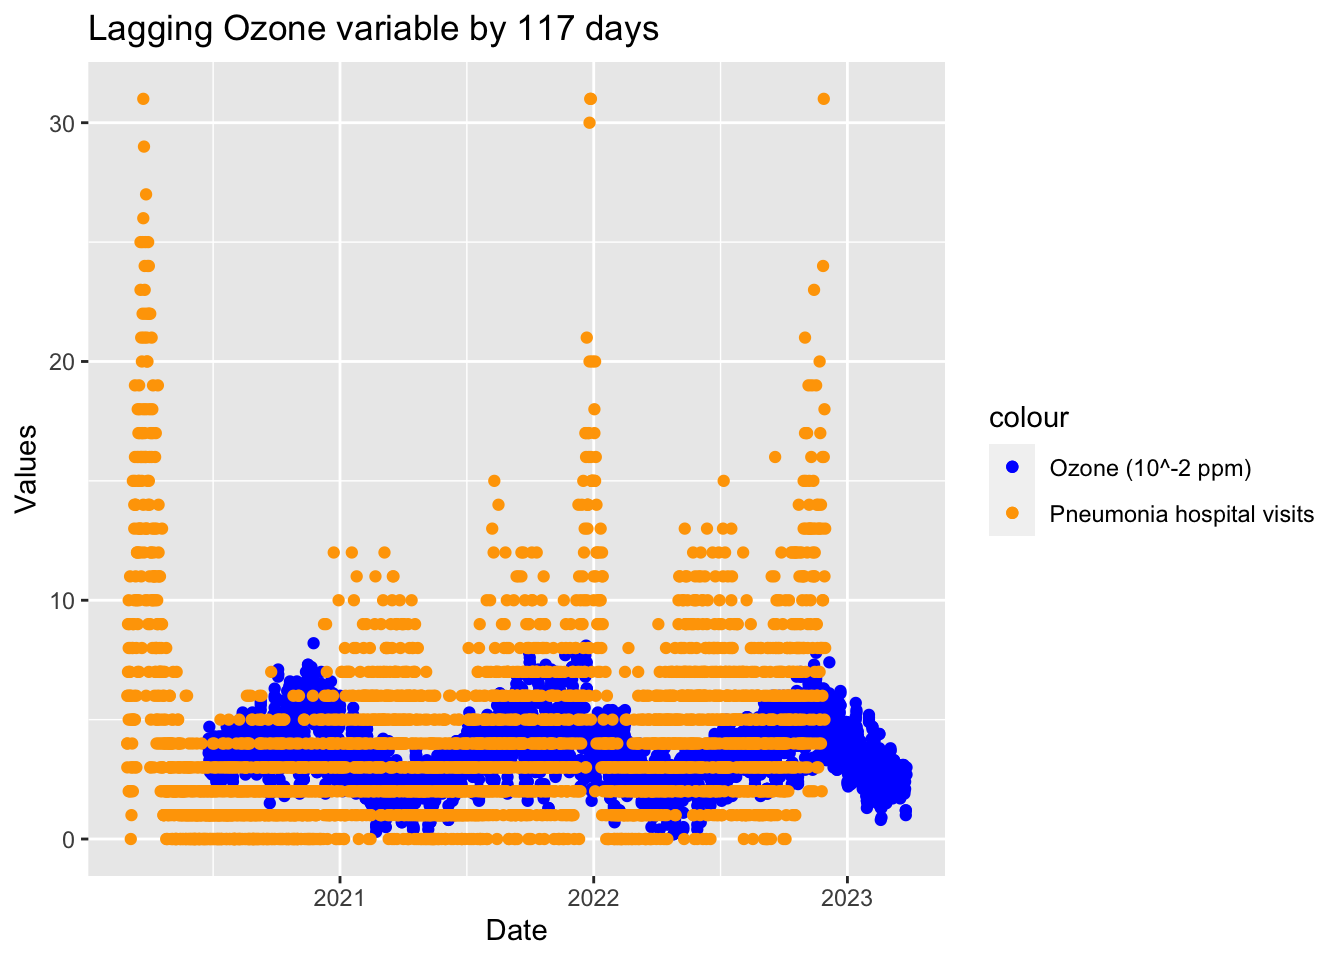 Lagging Ozone variable by 117 days
30
20
10
0
Values
2021 2022 2023
Date
colour
Ozone (10^-2 ppm)
Pneumonia hospital visits